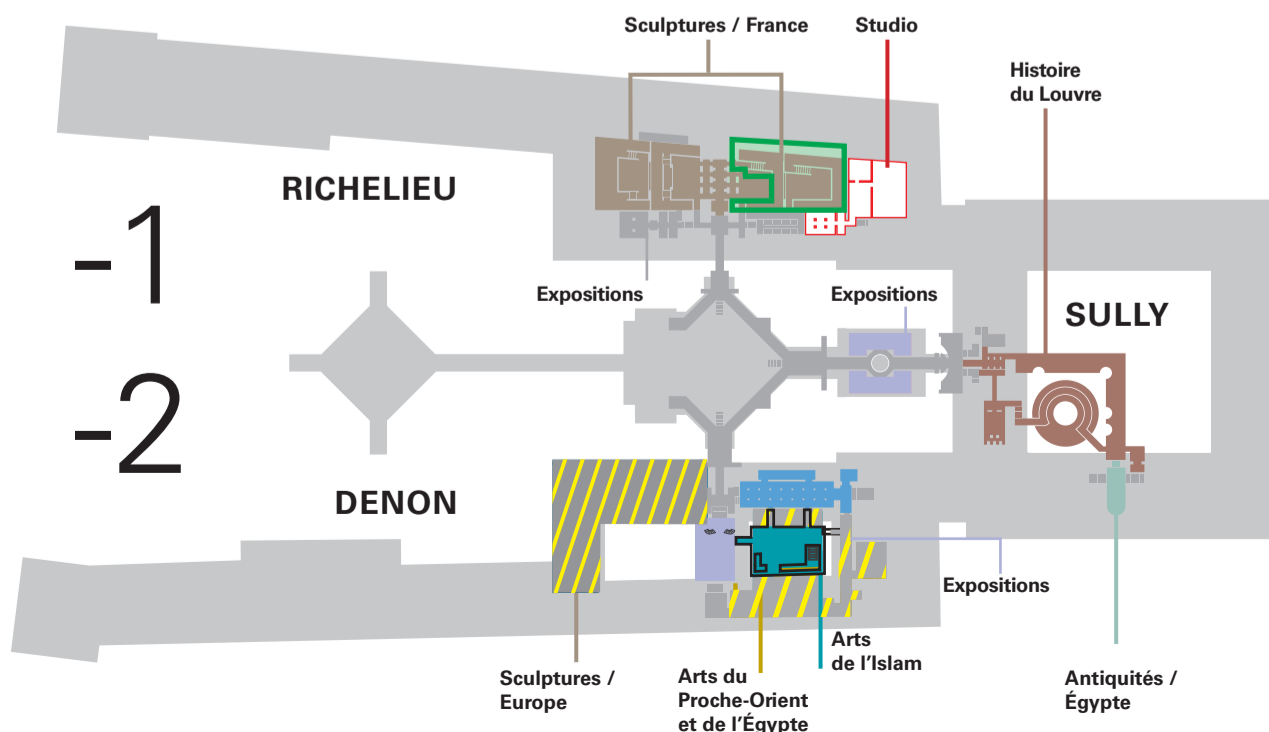 Sculptures / France
Studio
Histoire
du Louvre
RICHELIEU
-1
Expositions
Expositions
SULLY
-2
DENON
Expositions
Sculptures /
Europe
Arts du
Proche-Orient
et de l’Égypte
Arts
de l’Islam
Antiquités /
Égypte